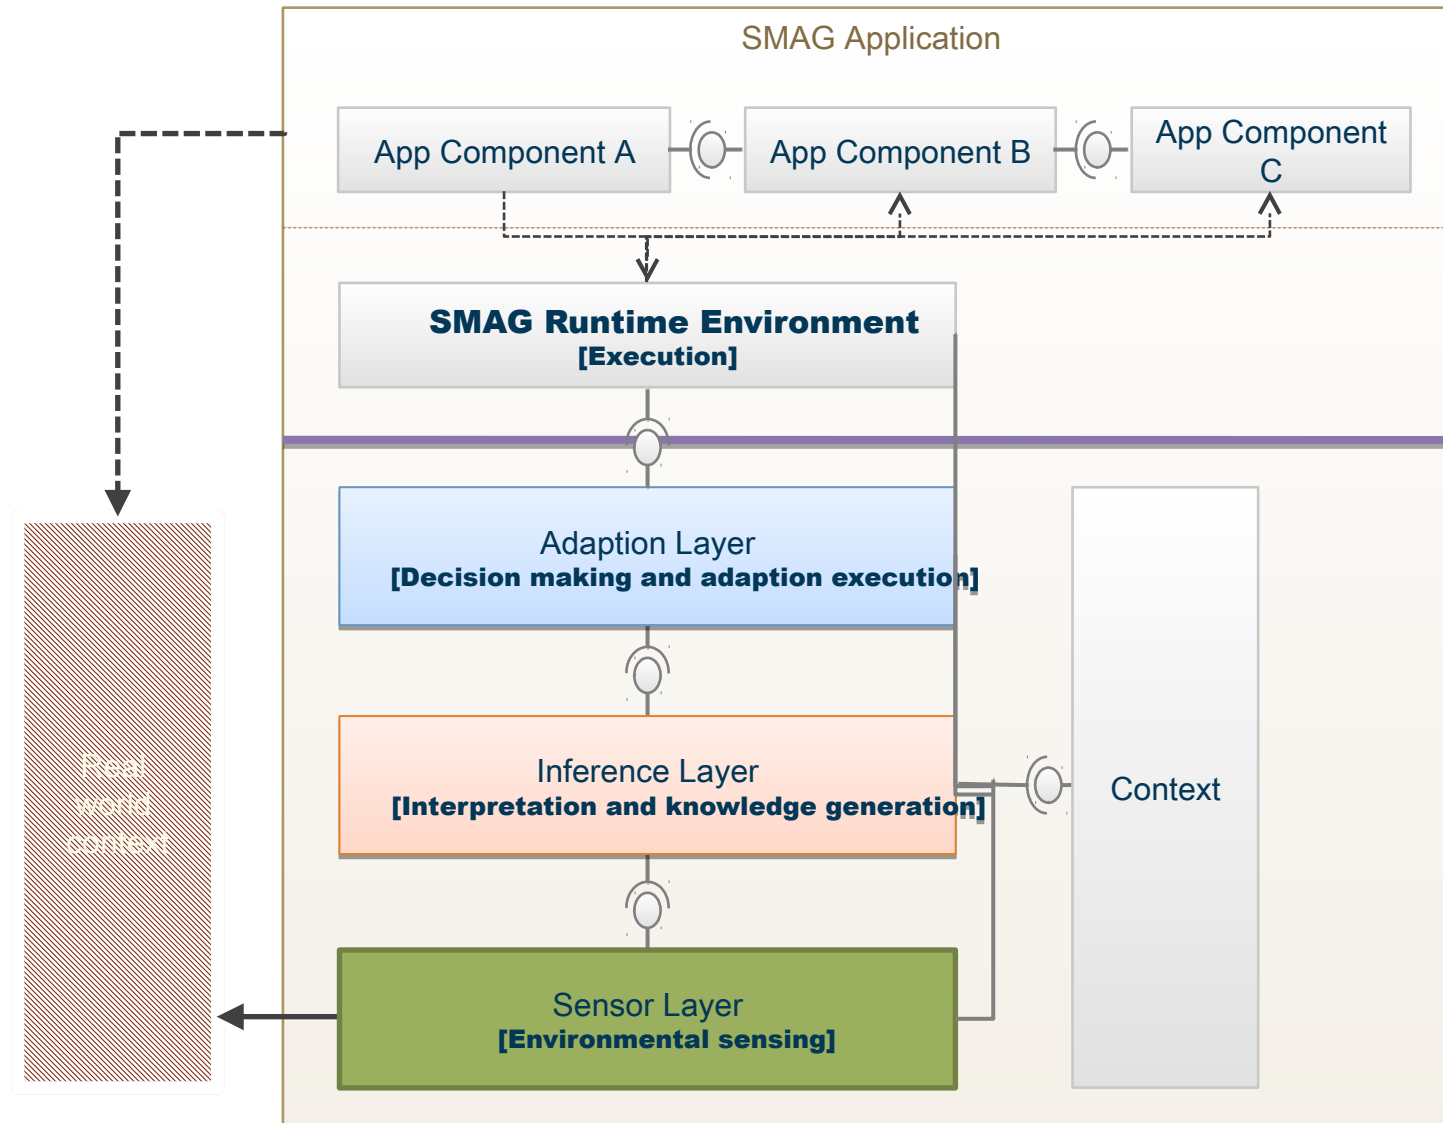 SMAG Application
App Component A
App Component B
App Component
C
SMAG Runtime Environment
[Execution]
Adaption Layer
[Decision making and adaption execution]
Inference Layer
[Interpretation and knowledge generation]
Context
Real
world
context
Sensor Layer
[Environmental sensing]